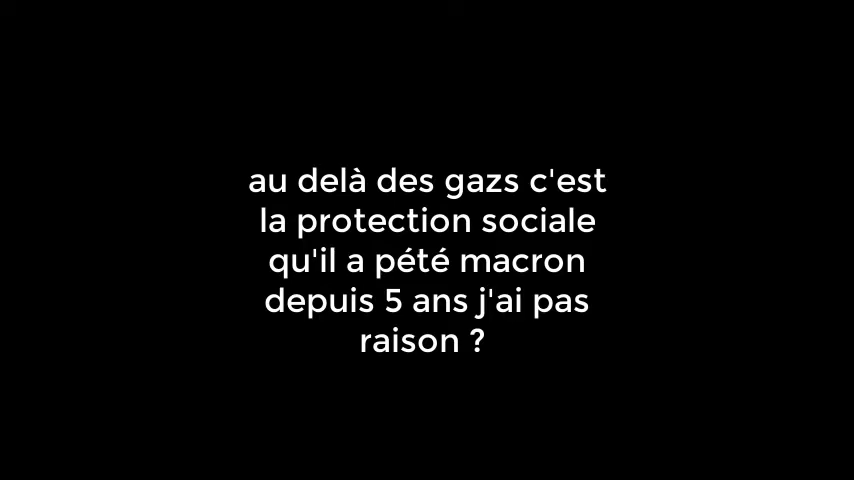 au delà des gazs c'est
la protection sociale
qu'il a pété macron
depuis 5 ans j'ai pas
raison ?